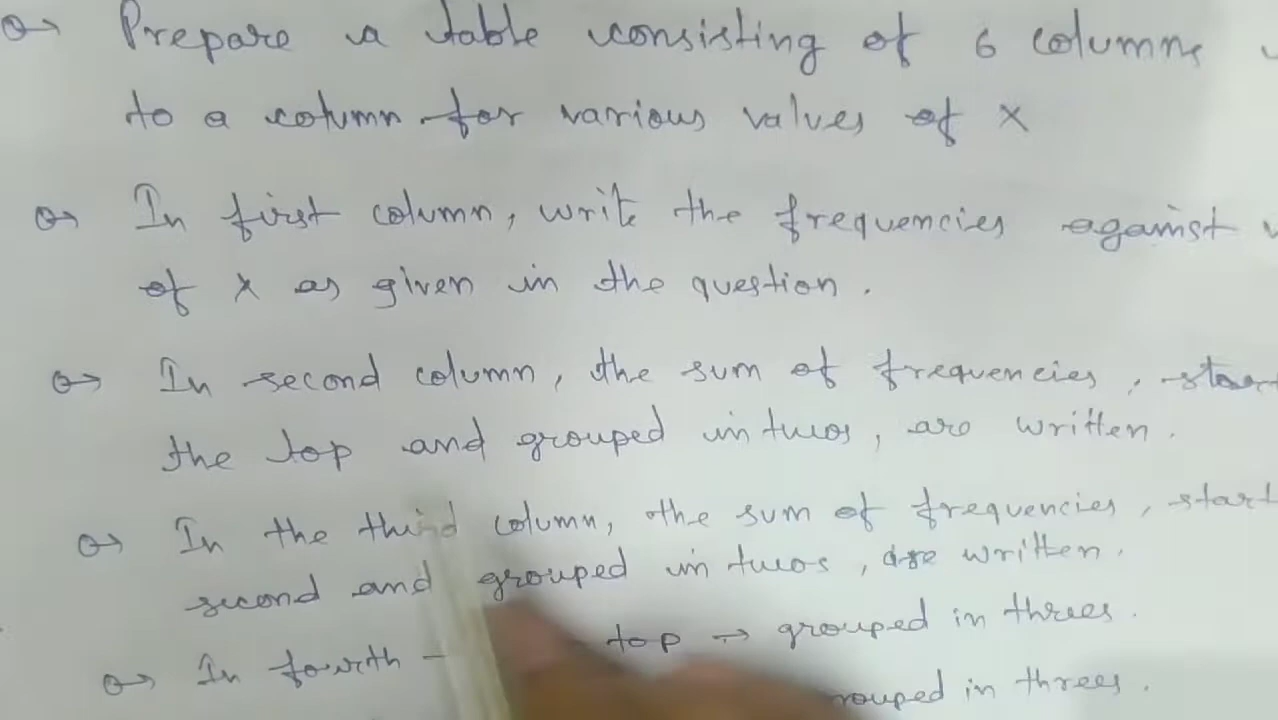 Prepare a table consisting of 6 columns
to a column for various values of x
In first column, write the frequencies against
of x as given in the question.
In second column, the sum of frequencies, start
the top and grouped in twos, are written.
In the third column, the sum of frequencies, start
second and grouped in twos, are written.
In fourth - top → grouped in threes.
grouped in threes.